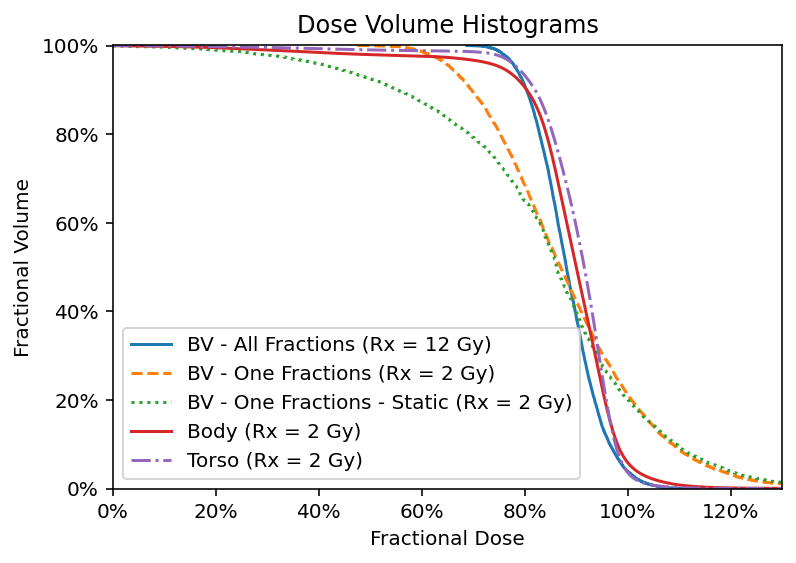 Dose Volume Histograms
100%
80%
60%
40%
20%
0%
Fractional Volume
BV - All Fractions (Rx = 12 Gy)
BV - One Fractions (Rx = 2 Gy)
BV - One Fractions - Static (Rx = 2 Gy)
Body (Rx = 2 Gy)
Torso (Rx = 2 Gy)
0%
20%
40%
60%
80%
100%
120%
Fractional Dose